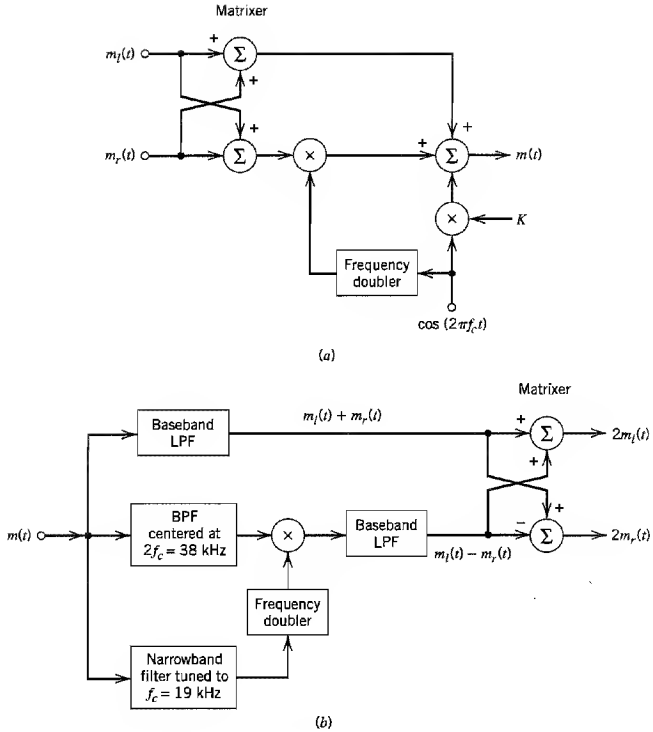 Matrixer
m_l(t)
+
Σ
+
+
+
m_r(t)
Σ
×
+
Σ
m(t)
×
K
Frequency
doubler
cos (2πf_c t)
(a)
Matrixer
m_l(t) + m_r(t)
Baseband
LPF
+
Σ
2m_l(t)
+
+
m(t)
BPF
centered at
2f_c = 38 kHz
×
Baseband
LPF
m_l(t) − m_r(t)
−
Σ
2m_r(t)
Frequency
doubler
Narrowband
filter tuned to
f_c = 19 kHz
(b)